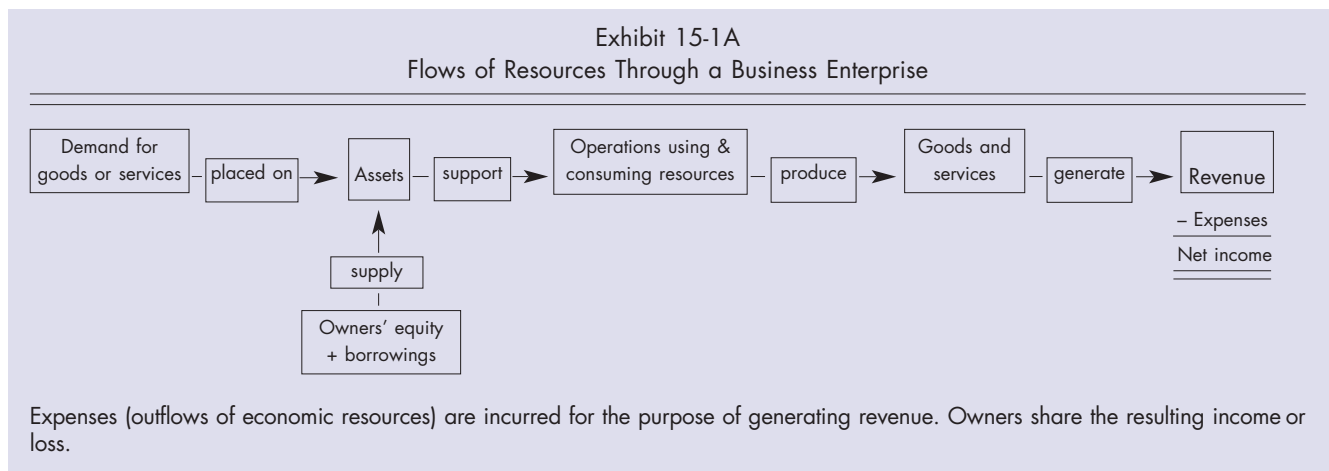 Exhibit 15-1A
Flows of Resources Through a Business Enterprise
Demand for
goods or services
placed on
Assets
support
Operations using &
consuming resources
produce
Goods and
services
generate
Revenue
– Expenses
Net income
supply
Owners’ equity
+ borrowings
Expenses (outflows of economic resources) are incurred for the purpose of generating revenue. Owners share the resulting income or
loss.